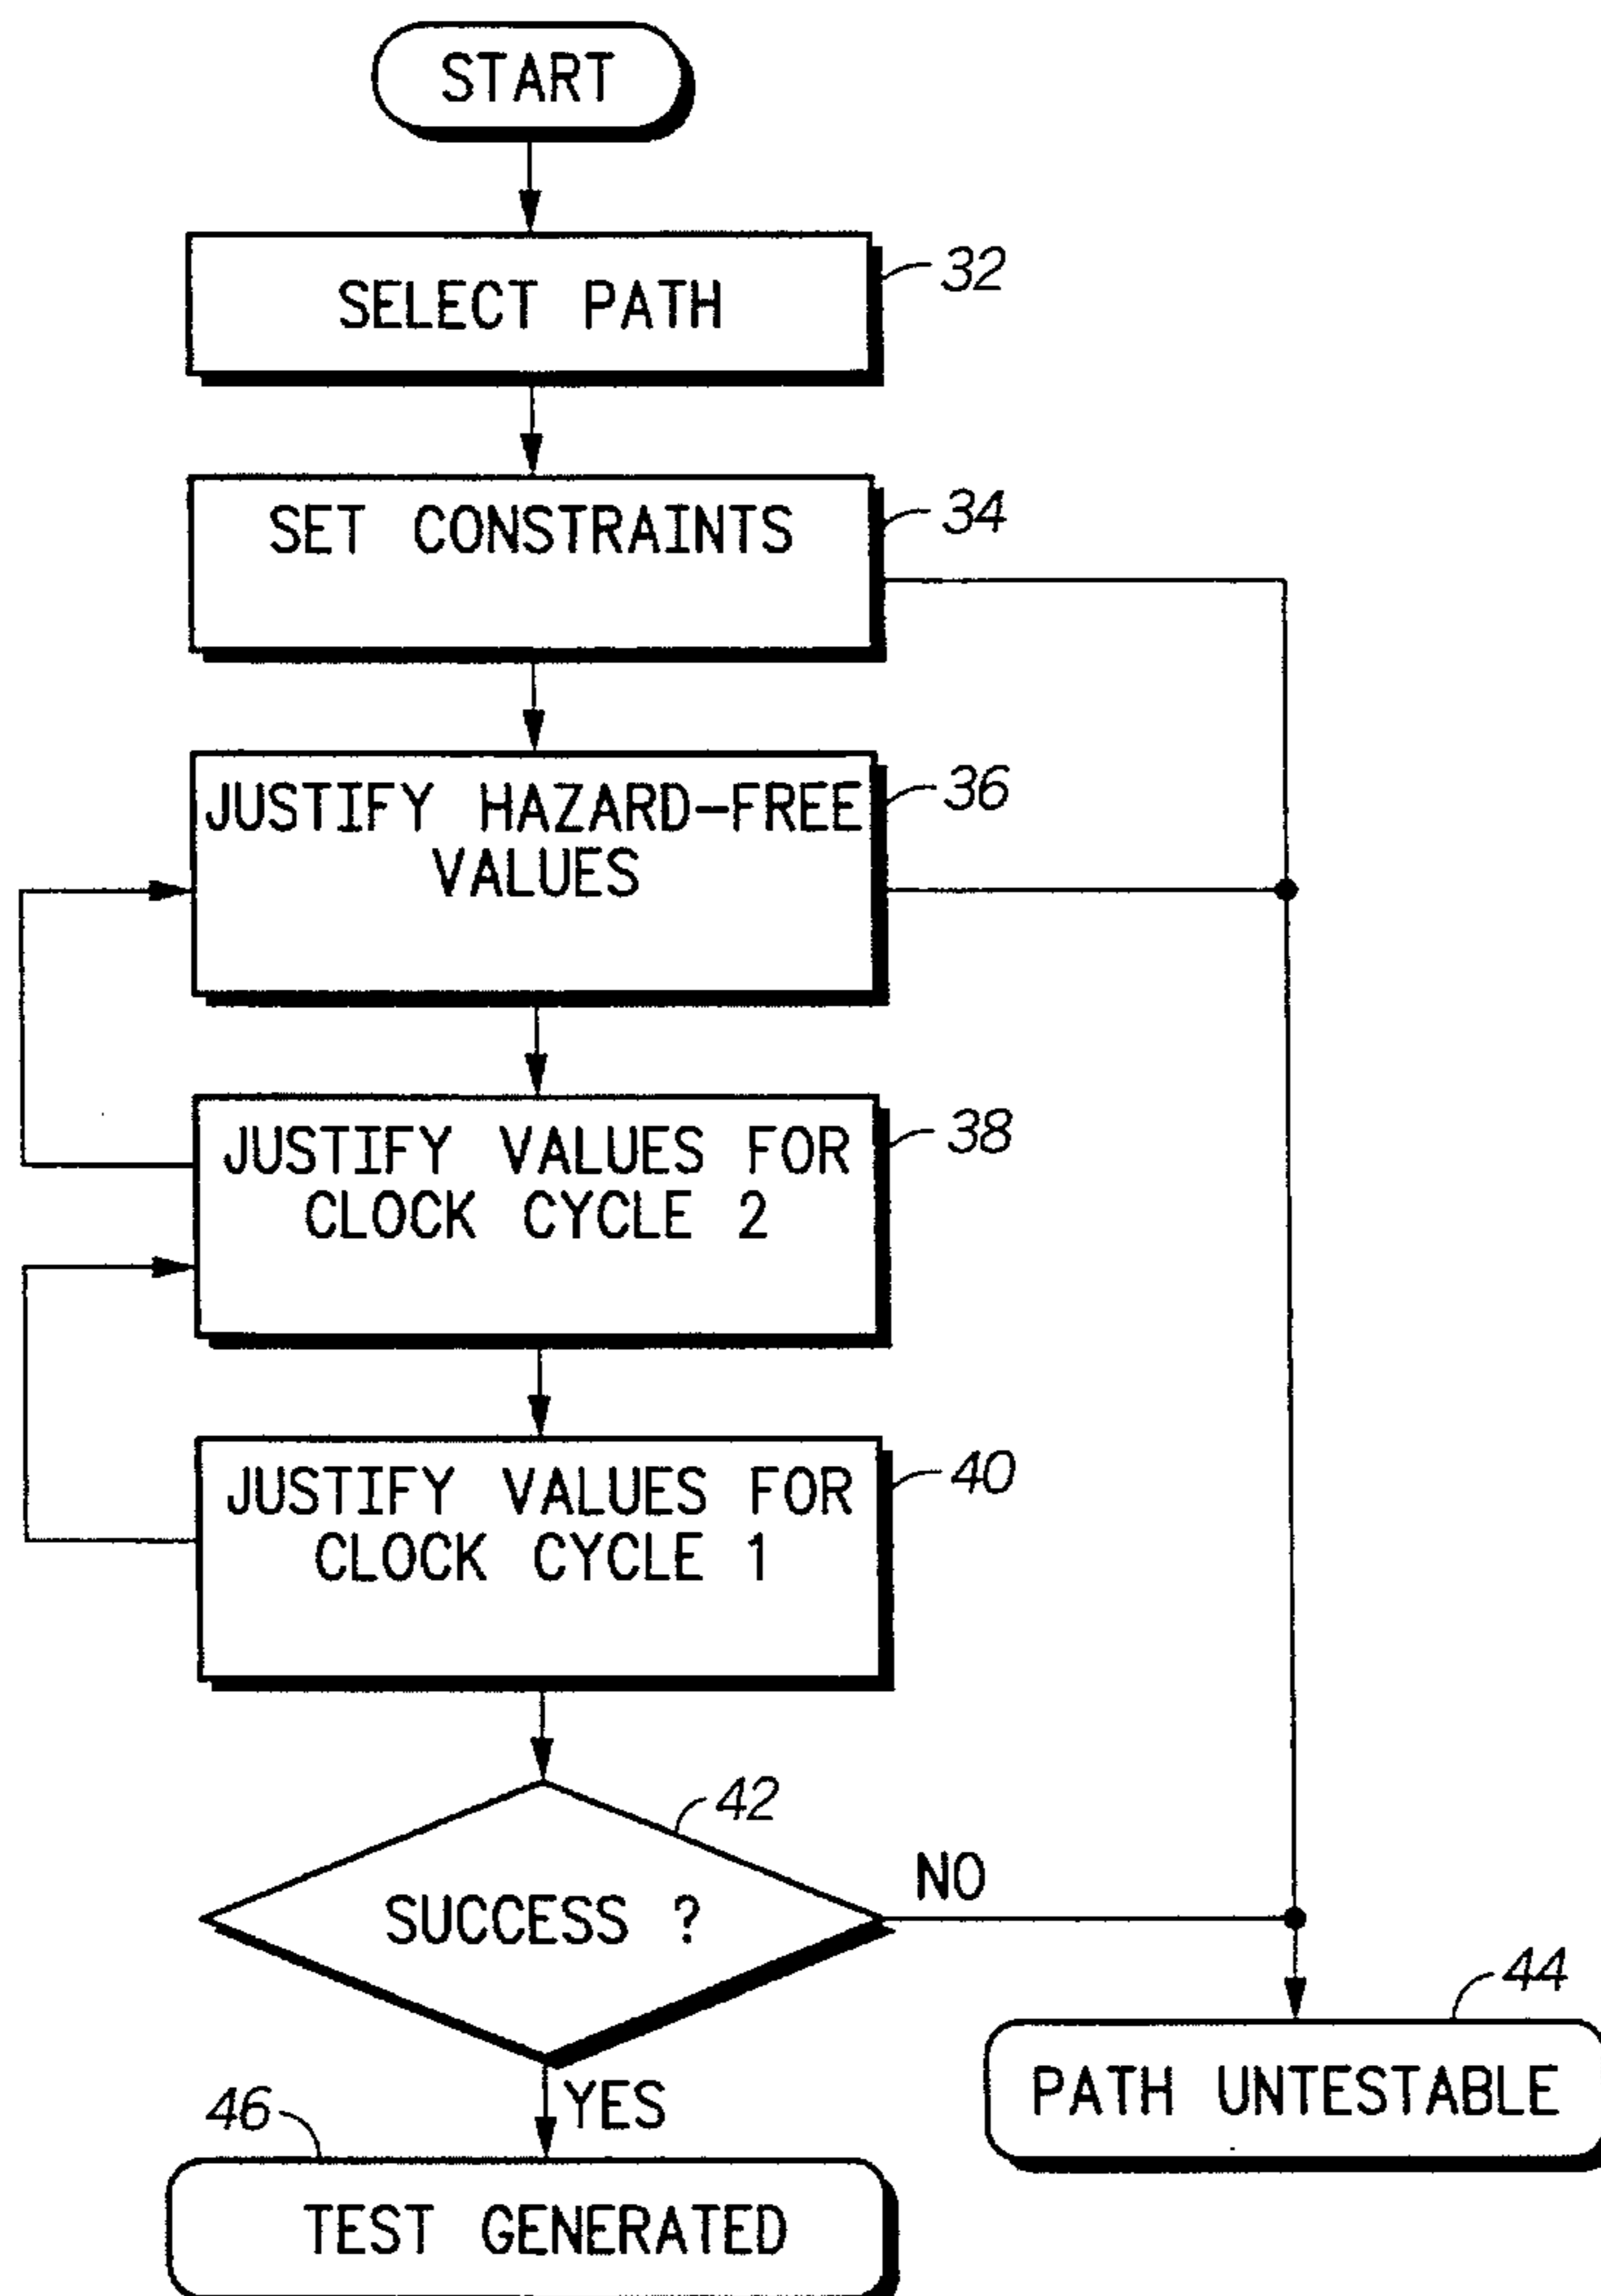 START
SELECT PATH
32
SET CONSTRAINTS
34
JUSTIFY HAZARD-FREE
VALUES
36
JUSTIFY VALUES FOR
CLOCK CYCLE 2
38
JUSTIFY VALUES FOR
CLOCK CYCLE 1
40
42
SUCCESS ?
NO
YES
44
PATH UNTESTABLE
46
TEST GENERATED